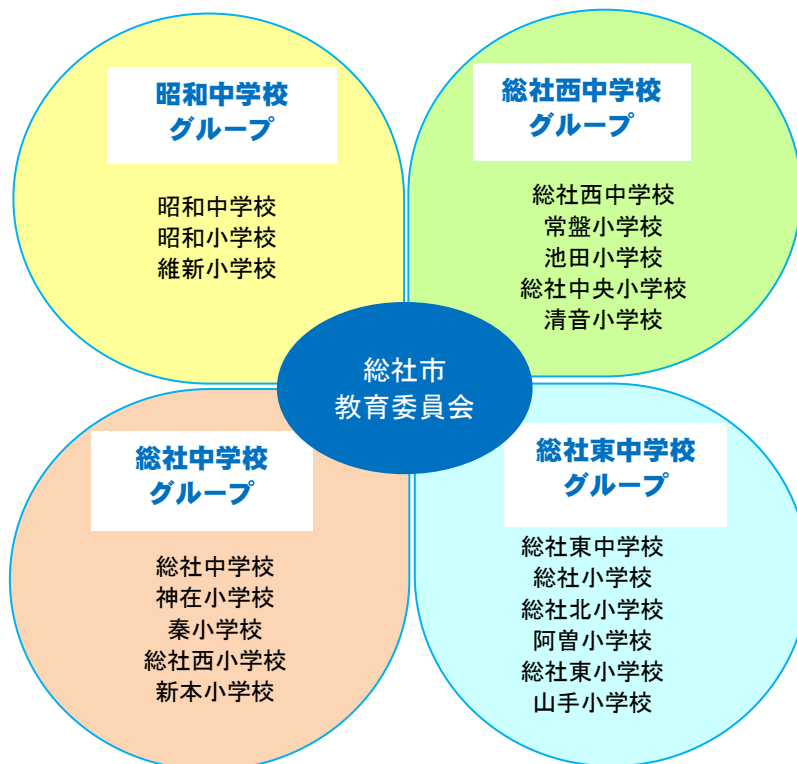 昭和中学校
グループ
昭和中学校
昭和小学校
維新小学校
総社西中学校
グループ
総社西中学校
常盤小学校
池田小学校
総社中央小学校
清音小学校
総社市
教育委員会
総社中学校
グループ
総社中学校
神在小学校
秦小学校
総社西小学校
新本小学校
総社東中学校
グループ
総社東中学校
総社小学校
総社北小学校
阿曽小学校
総社東小学校
山手小学校